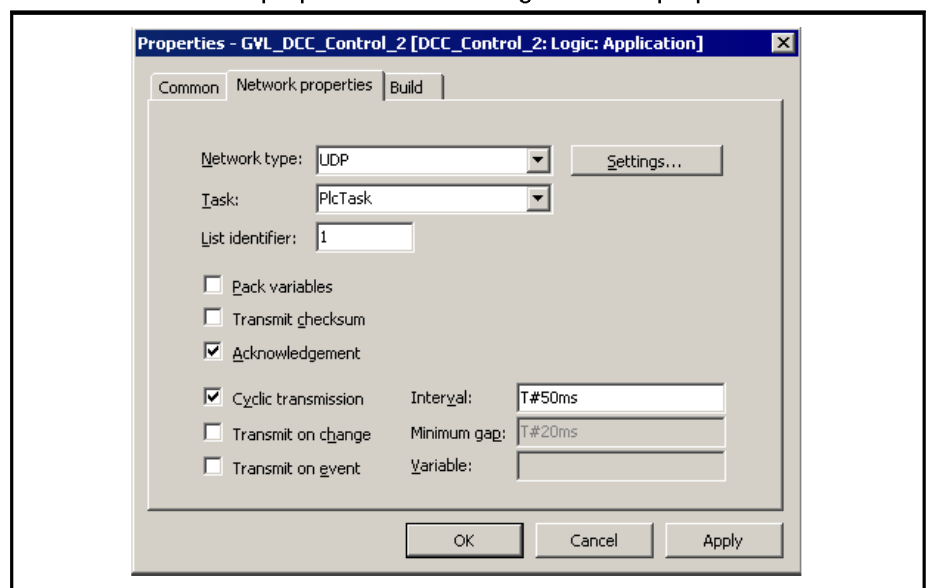 Properties - GVL_DCC_Control_2 [DCC_Control_2: Logic: Application]
Common Network properties Build
Network type: UDP Settings...
Task: PlcTask
List identifier: 1
Pack variables
Transmit checksum
Acknowledgement
Cyclic transmission Interval: T#50ms
Transmit on change Minimum gap: T#20ms
Transmit on event Variable:
OK Cancel Apply